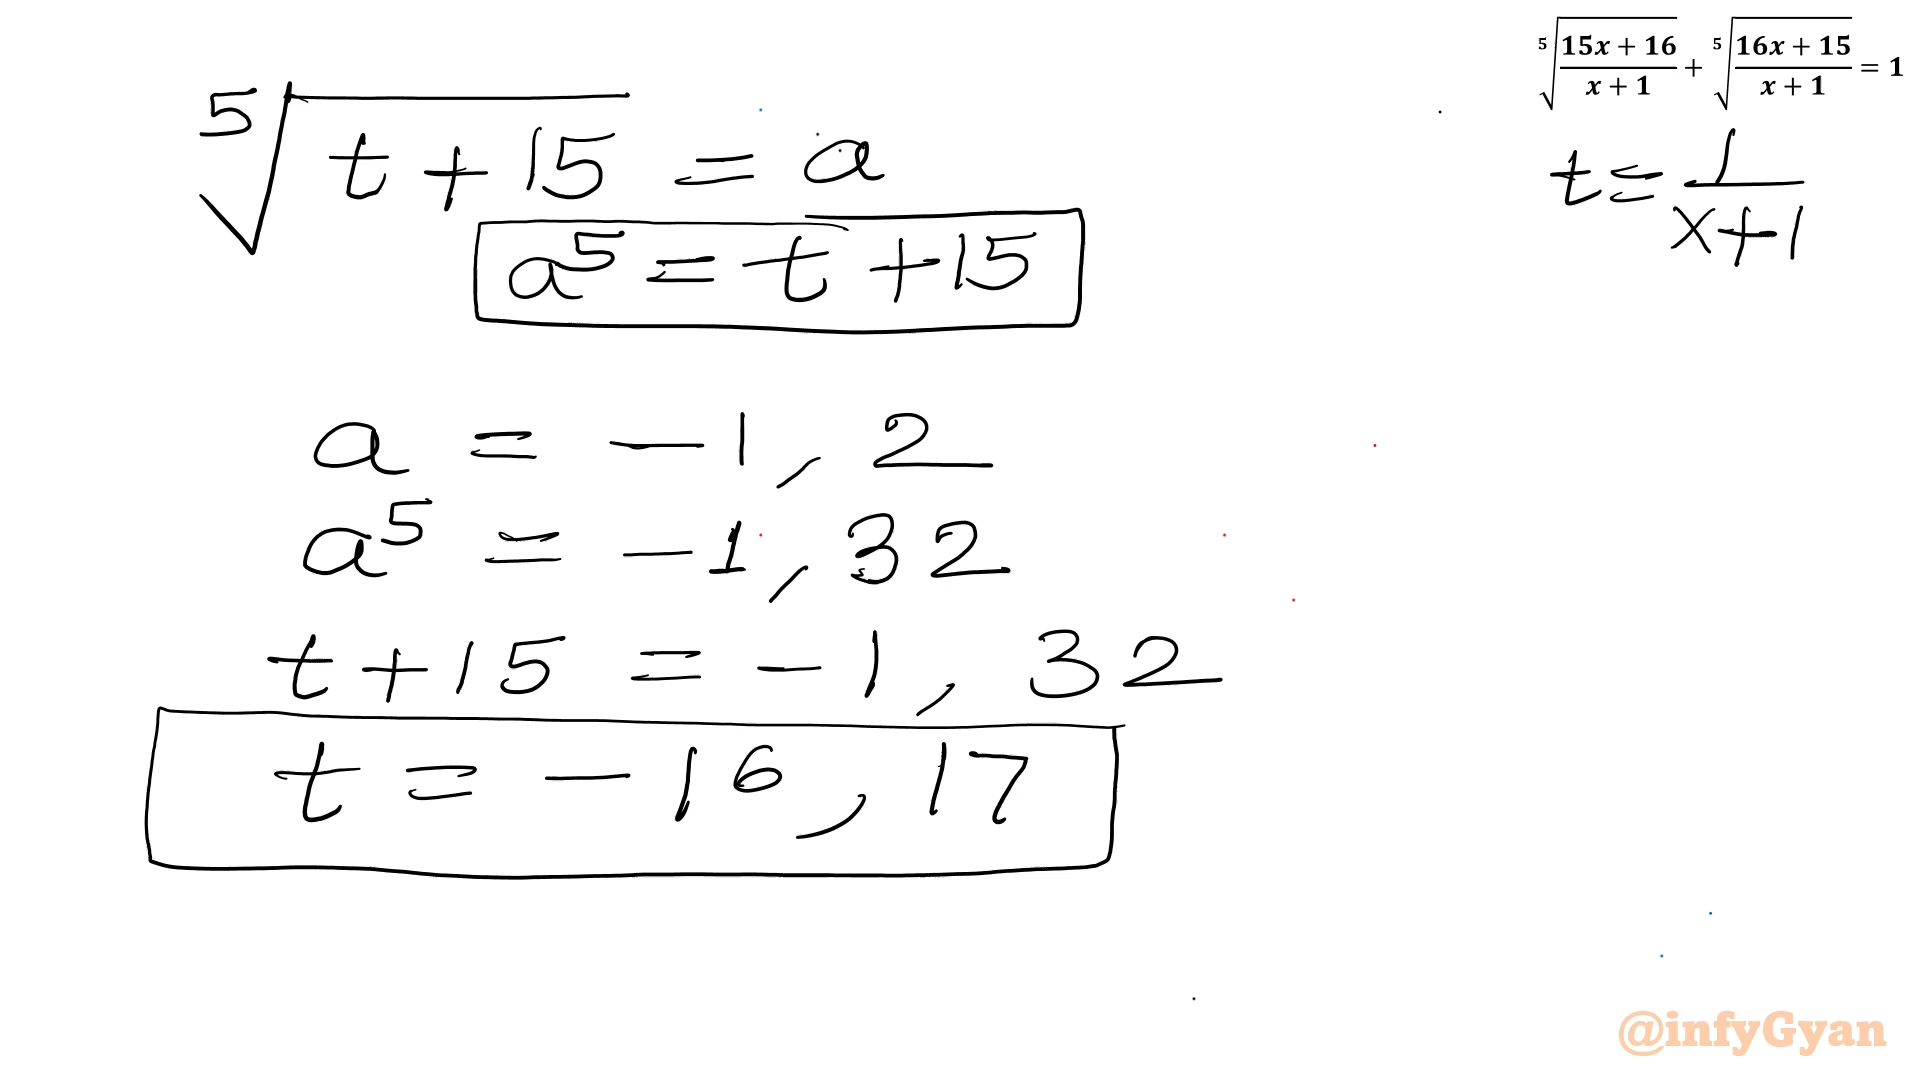 ⁵√(15x + 16)/(x + 1) + ⁵√(16x + 15)/(x + 1) = 1
t = 1/(x+1)
⁵√(t + 15) = a
a⁵ = t + 15
a = -1, 2
a⁵ = -1, 32
t + 15 = -1, 32
t = -16, 17
@infyGyan